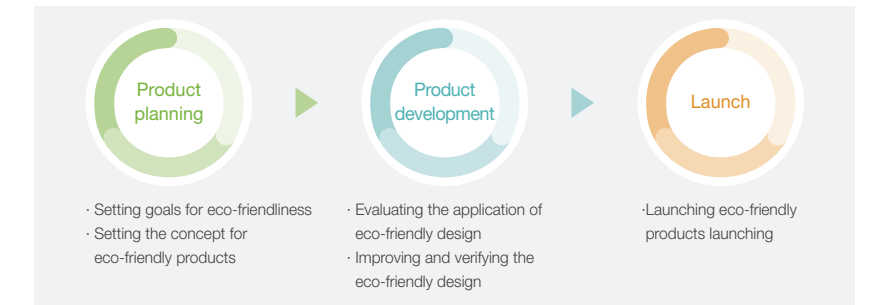 Product
planning
Product
development
Launch
· Setting goals for eco-friendliness
· Setting the concept for
eco-friendly products
· Evaluating the application of
eco-friendly design
· Improving and verifying the
eco-friendly design
·Launching eco-friendly
products launching